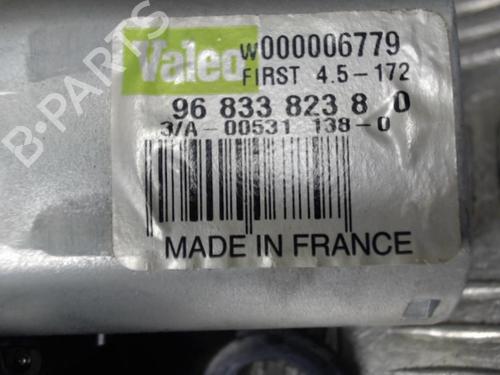 Valeo
W000006779
FIRST 4.5-172
96 833 823 8 0
3/A-00531 138-0
MADE IN FRANCE
B-PARTS